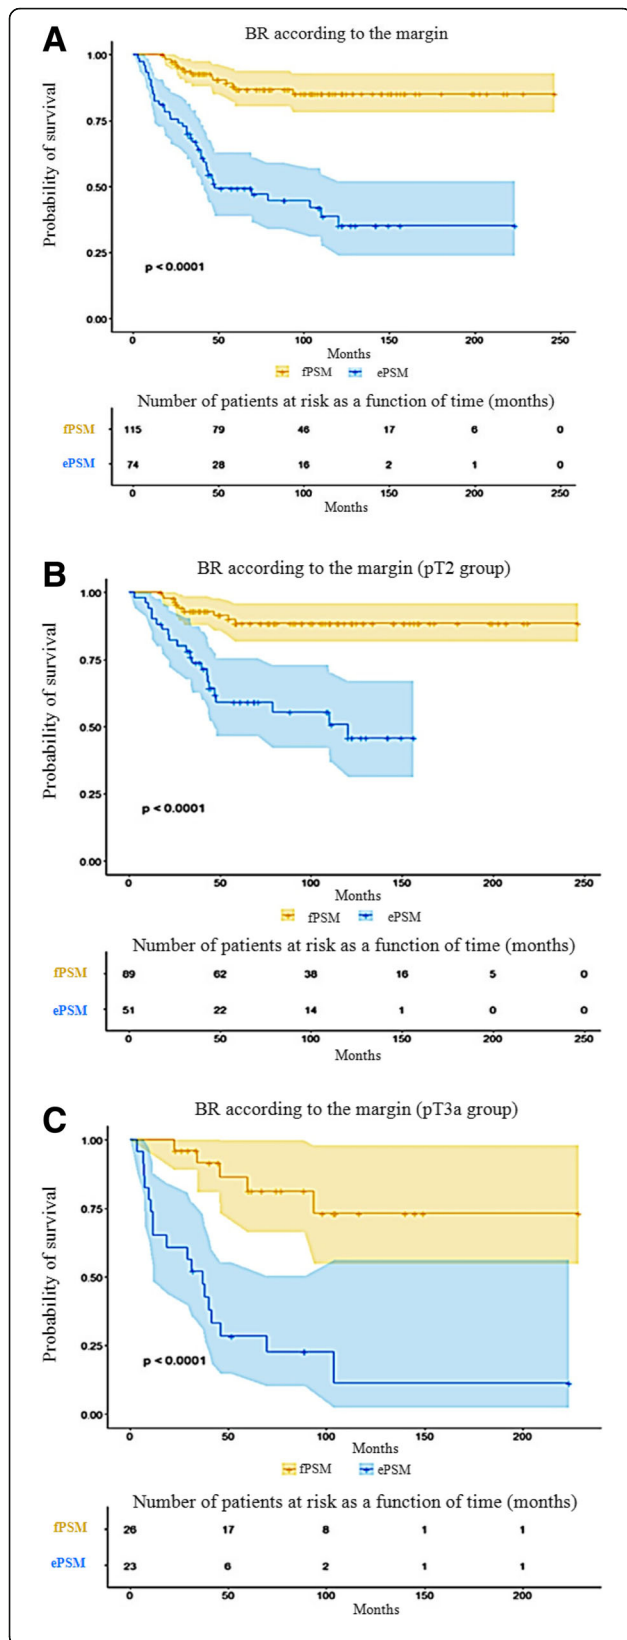 A
BR according to the margin
Probability of survival
1.00
0.75
0.50
0.25
0.00
p < 0.0001
0 50 100 150 200 250
Months
fPSM ePSM
Number of patients at risk as a function of time (months)
fPSM 115 79 46 17 6 0
ePSM 74 28 16 2 1 0
0 50 100 150 200 250
Months
B
BR according to the margin (pT2 group)
Probability of survival
1.00
0.75
0.50
0.25
0.00
p < 0.0001
0 50 100 150 200 250
Months
fPSM ePSM
Number of patients at risk as a function of time (months)
fPSM 89 62 38 16 5 0
ePSM 51 22 14 1 0 0
0 50 100 150 200 250
Months
C
BR according to the margin (pT3a group)
Probability of survival
1.00
0.75
0.50
0.25
0.00
p < 0.0001
0 50 100 150 200
Months
fPSM ePSM
Number of patients at risk as a function of time (months)
fPSM 26 17 8 1 1
ePSM 23 6 2 1 1
0 50 100 150 200
Months